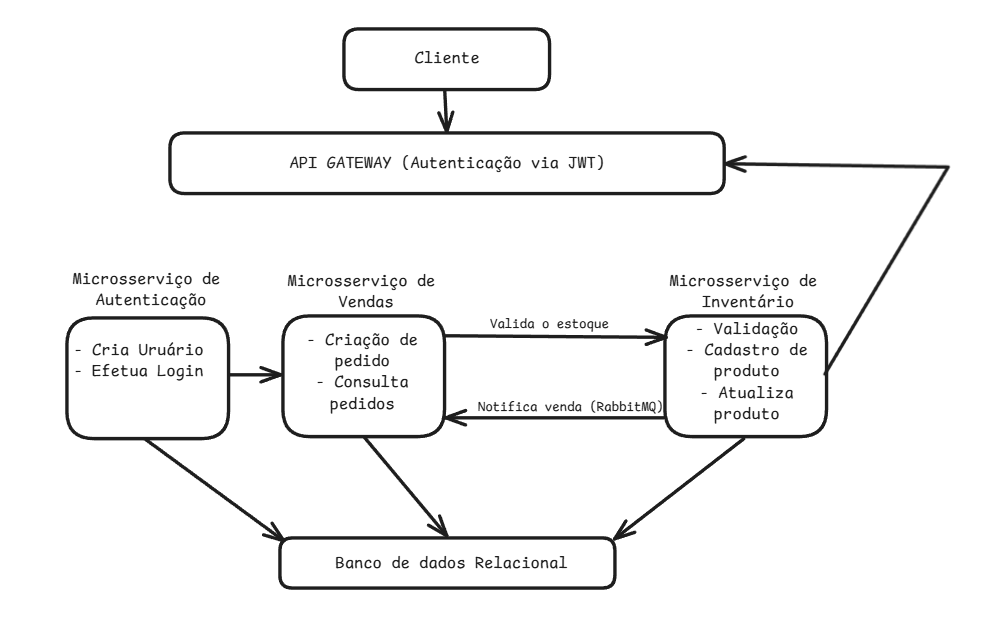 Cliente
API GATEWAY (Autenticação via JWT)
Microsserviço de
Autenticação
- Cria Uruário
- Efetua Login
Microsserviço de
Vendas
- Criação de
pedido
- Consulta
pedidos
Valida o estoque
Notifica venda (RabbitMQ)
Microsserviço de
Inventário
- Validação
- Cadastro de
produto
- Atualiza
produto
Banco de dados Relacional